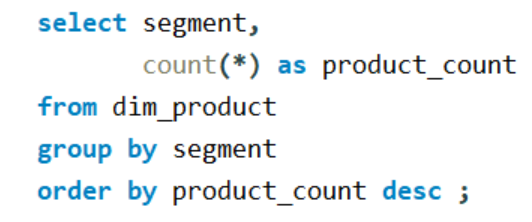 select segment,
count(*) as product_count
from dim_product
group by segment
order by product_count desc ;